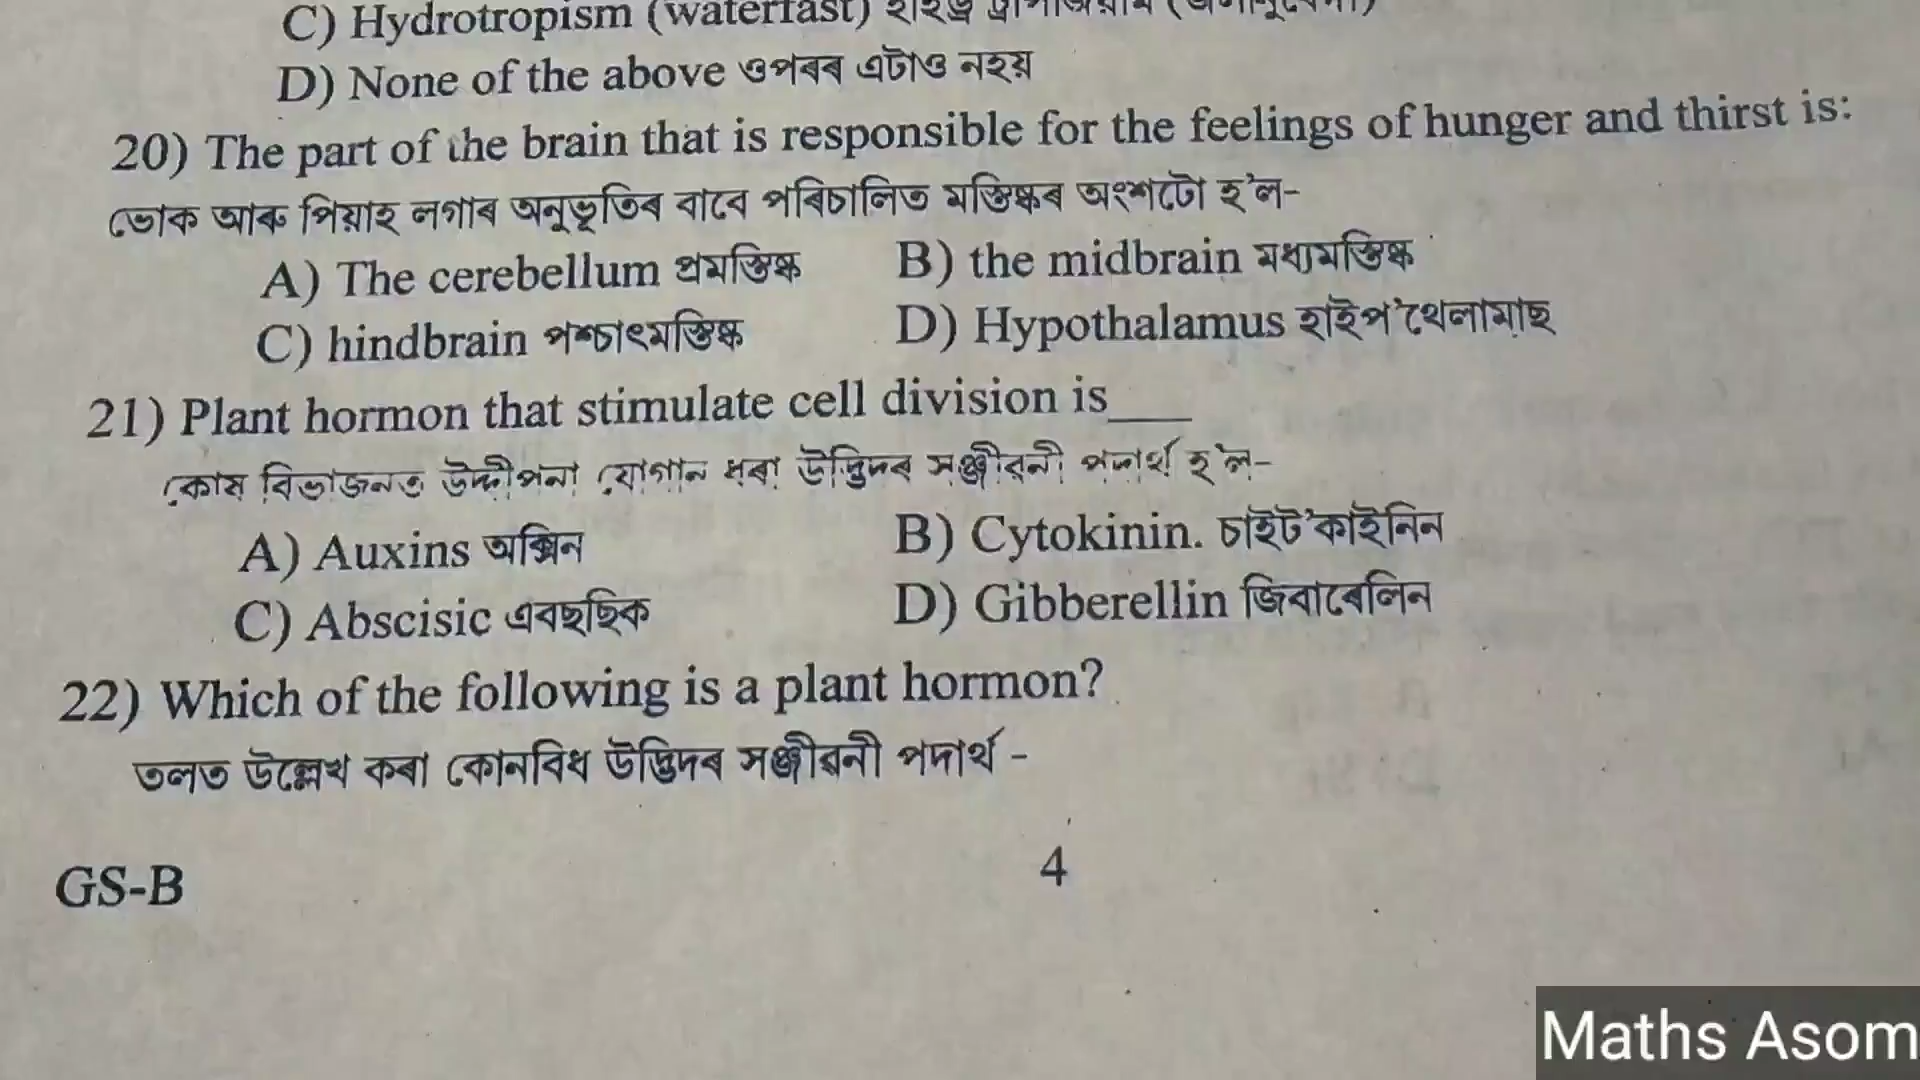 C) Hydrotropism (waterfast)
D) None of the above ওপৰৰ এটাও নহয়
20) The part of the brain that is responsible for the feelings of hunger and thirst is:
ভোক আৰু পিয়াহ লগাৰ অনুভূতিৰ বাবে পৰিচালিত মস্তিষ্কৰ অংশটো হ'ল-
A) The cerebellum প্ৰমস্তিষ্ক B) the midbrain মধ্যমস্তিষ্ক
C) hindbrain পশ্চাৎমস্তিষ্ক D) Hypothalamus হাইপ'থেলামাছ
21) Plant hormon that stimulate cell division is____
কোষ বিভাজনত উদ্দীপনা যোগান ধৰা উদ্ভিদৰ সঞ্জীৱনী পদাৰ্থ হ'ল-
A) Auxins অক্সিন B) Cytokinin. চাইট'কাইনিন
C) Abscisic এবছছিক D) Gibberellin জিবাৰেলিন
22) Which of the following is a plant hormon?
তলত উল্লেখ কৰা কোনবিধ উদ্ভিদৰ সঞ্জীৱনী পদাৰ্থ -
GS-B 4
Maths Asom